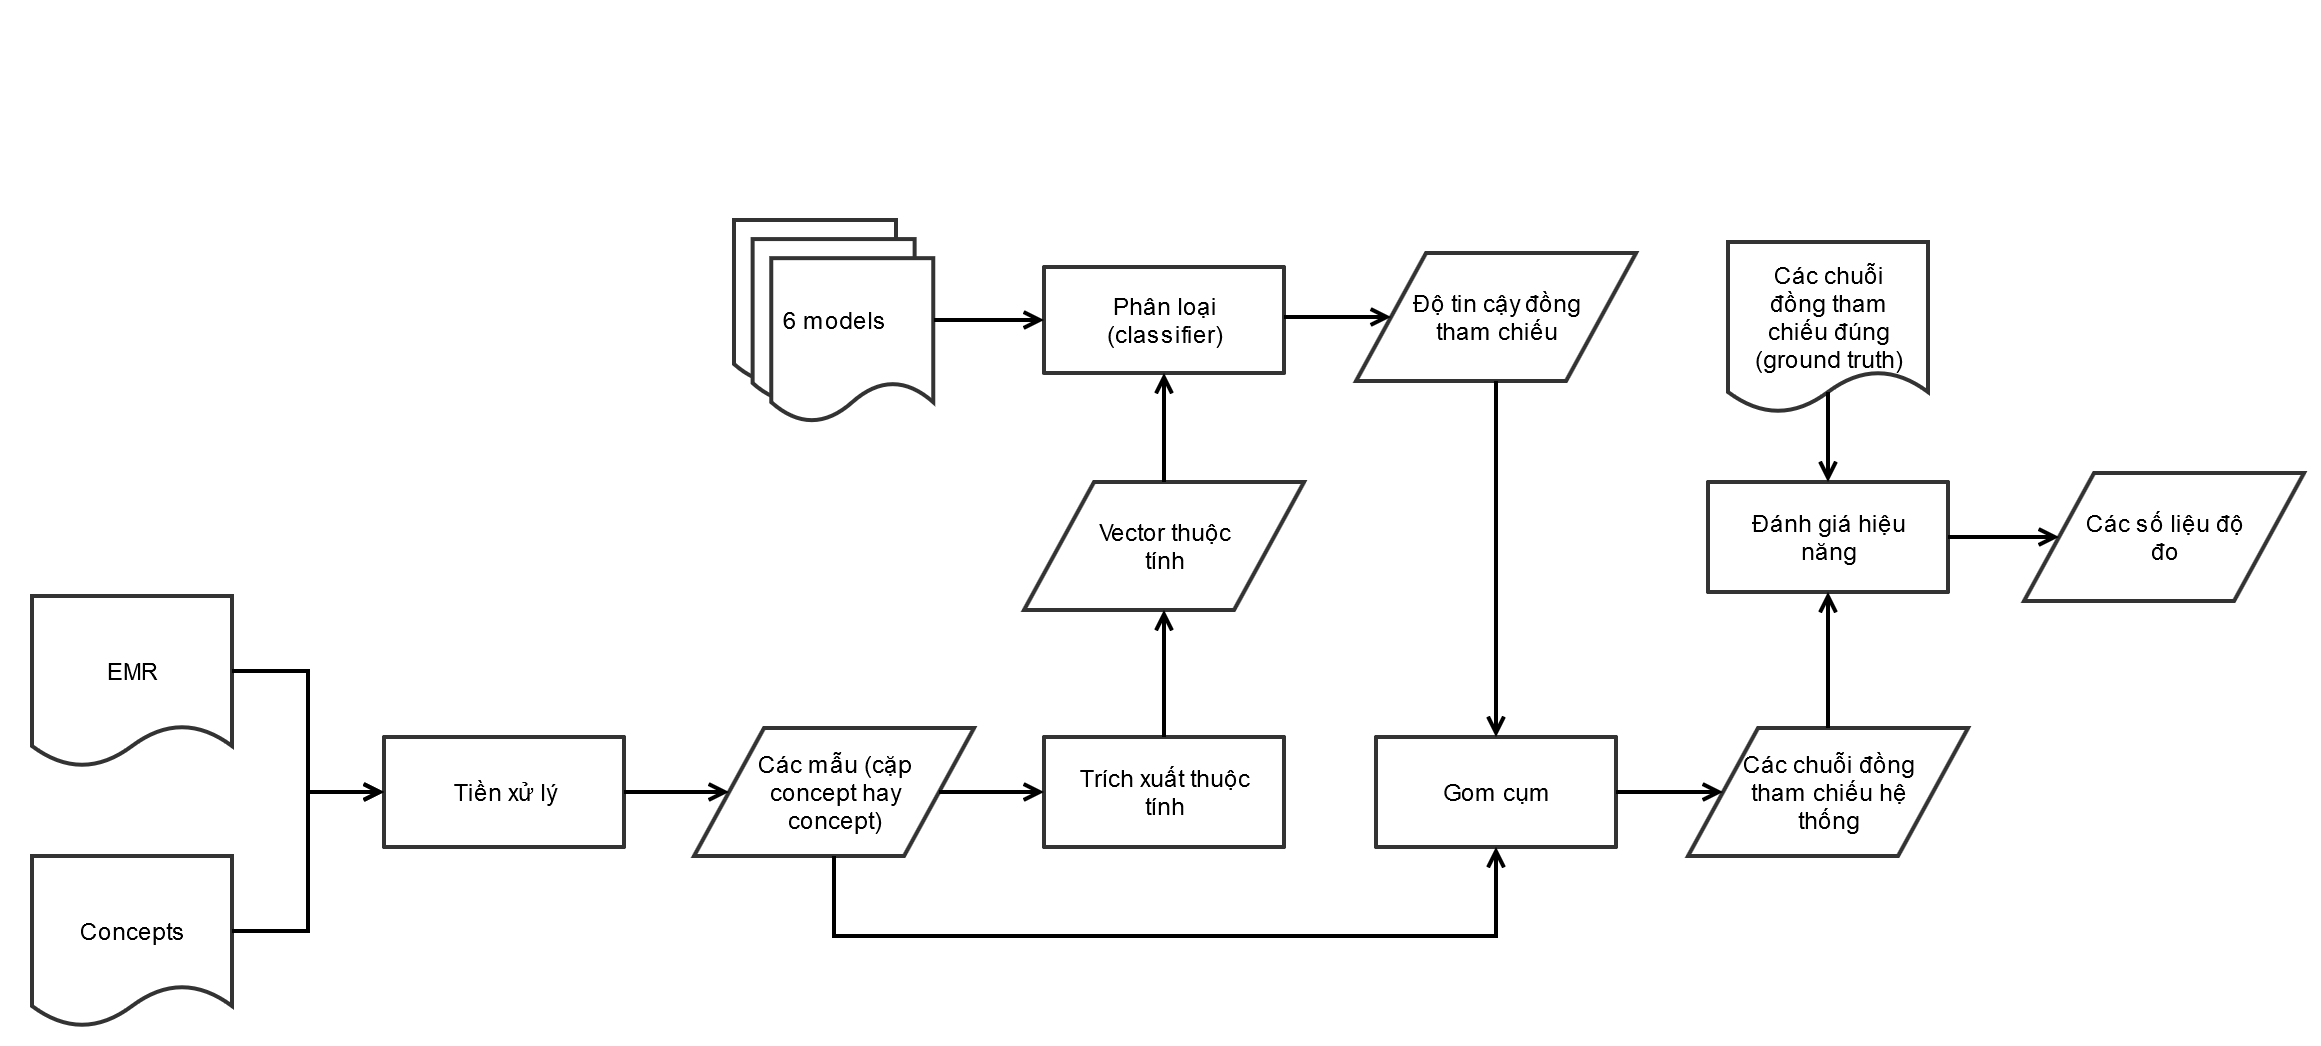 6 models
Phân loại
(classifier)
Độ tin cậy đồng
tham chiếu
Các chuỗi
đồng tham
chiếu đúng
(ground truth)
Vector thuộc
tính
Đánh giá hiệu
năng
Các số liệu độ
đo
EMR
Tiền xử lý
Các mẫu (cặp
concept hay
concept)
Trích xuất thuộc
tính
Gom cụm
Các chuỗi đồng
tham chiếu hệ
thống
Concepts